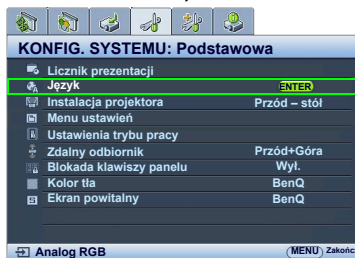 KONFIG. SYSTEMU: Podstawowa
Licznik prezentacji
Język ENTER
Instalacja projektora Przód – stół
Menu ustawień
Ustawienia trybu pracy
Zdalny odbiornik Przód+Góra
Blokada klawiszy panelu Wył.
Kolor tła BenQ
Ekran powitalny BenQ
Analog RGB MENU Zakończ